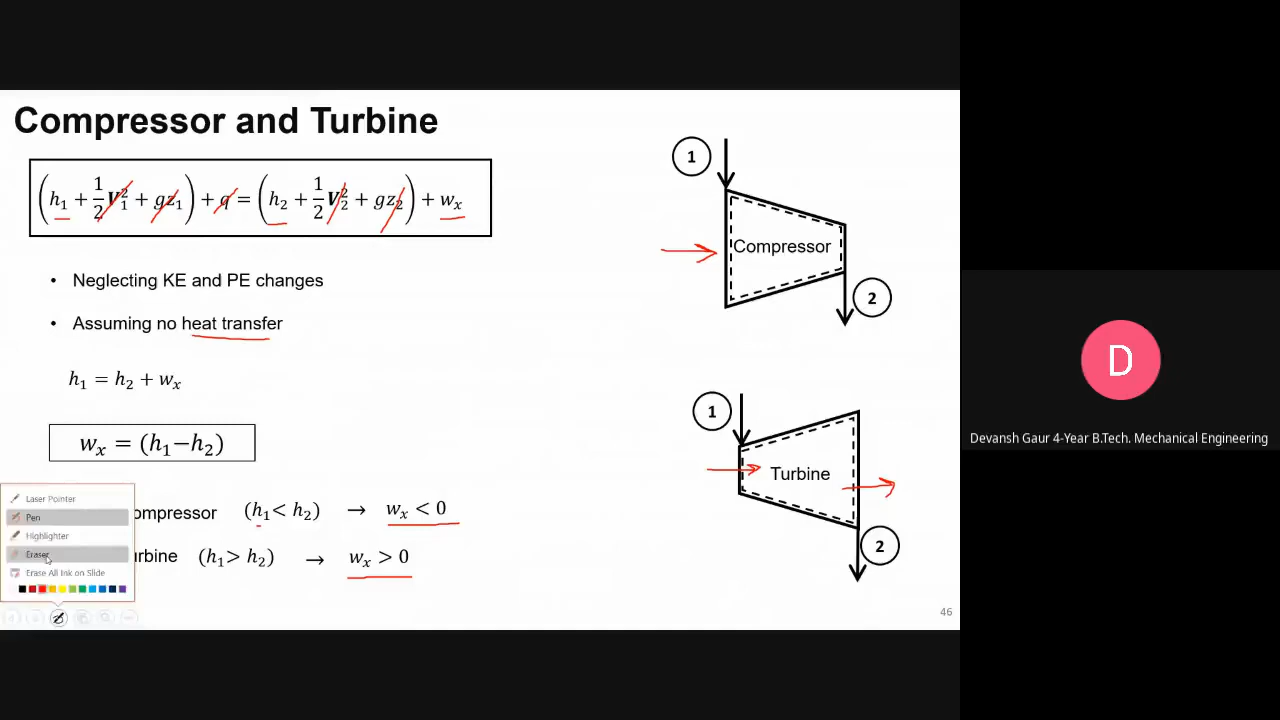 Compressor and Turbine
(h₁ + 1/2 V₁² + gz₁) + q = (h₂ + 1/2 V₂² + gz₂) + wₓ
• Neglecting KE and PE changes
• Assuming no heat transfer
h₁ = h₂ + wₓ
wₓ = (h₁−h₂)
ompressor (h₁< h₂) → wₓ < 0
urbine (h₁> h₂) → wₓ > 0
Laser Pointer
Pen
Highlighter
Eraser
Erase All Ink on Slide
1
Compressor
2
1
Turbine
2
46
D
Devansh Gaur 4-Year B.Tech. Mechanical Engineering